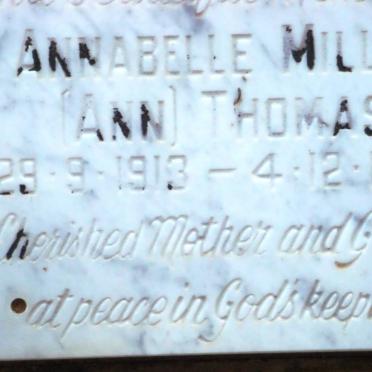 ANNABELLE MILL
(ANN) THOMAS
29·9·1913 — 4·12·
Cherished Mother and G
at peace in God's keep